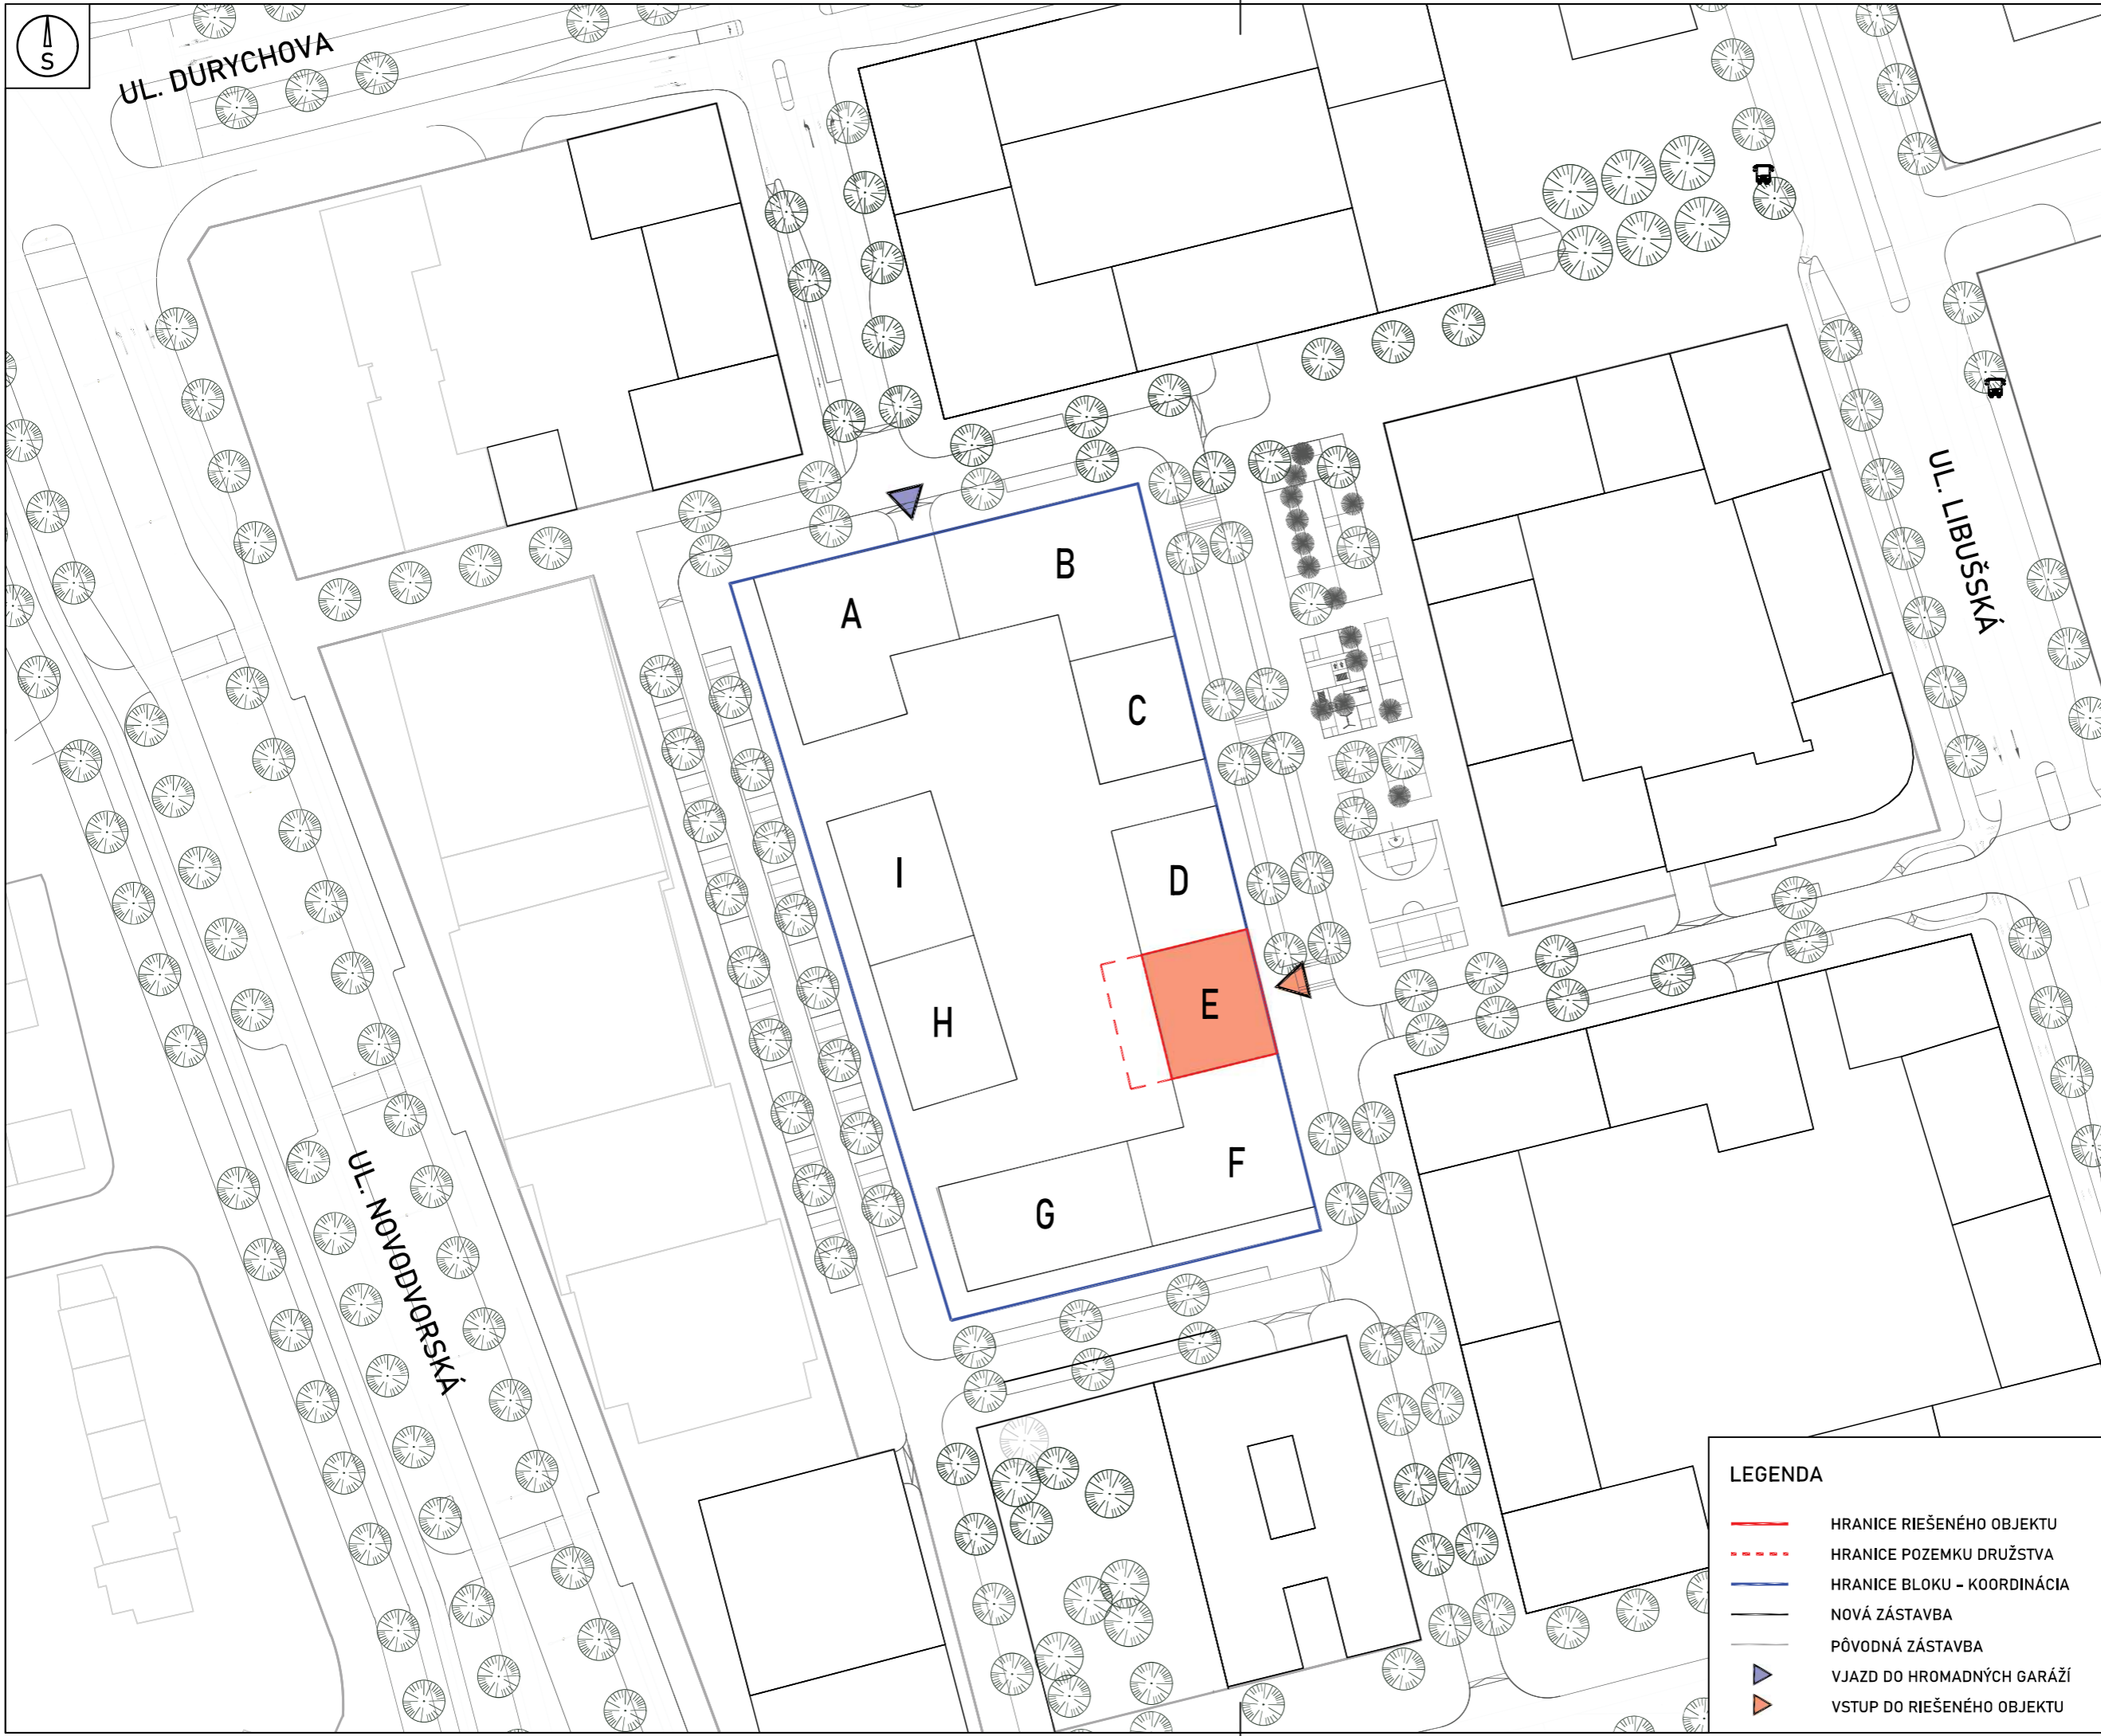 S
UL. DURYCHOVA
UL. LIBUŠSKÁ
B
A
C
I
D
E
H
F
G
UL. NOVODVORSKÁ
LEGENDA
HRANICE RIEŠENÉHO OBJEKTU
HRANICE POZEMKU DRUŽSTVA
HRANICE BLOKU - KOORDINÁCIA
NOVÁ ZÁSTAVBA
PÔVODNÁ ZÁSTAVBA
VJAZD DO HROMADNÝCH GARÁŽÍ
VSTUP DO RIEŠENÉHO OBJEKTU